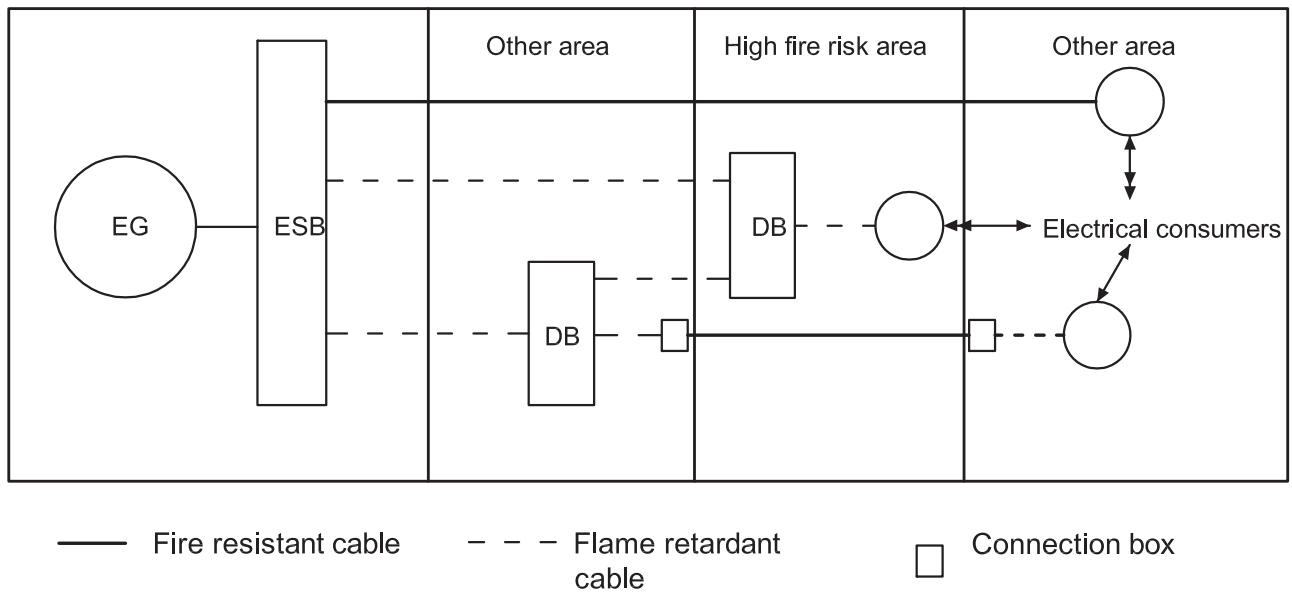 Other area
High fire risk area
Other area
EG
ESB
DB
Electrical consumers
DB
Fire resistant cable
Flame retardant
cable
Connection box